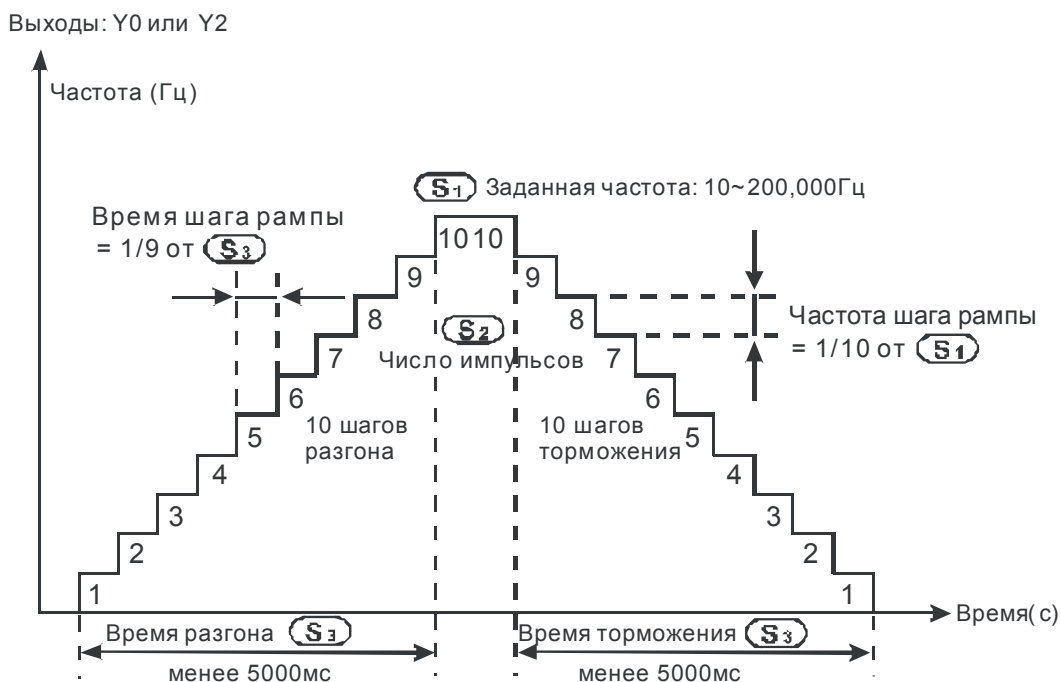 Выходы: Y0 или Y2
Частота (Гц)
S1 Заданная частота: 10~200,000Гц
Время шага рампы
= 1/9 от S3
10 10
9 9
8 8
S2
Число импульсов
7 7
Частота шага рампы
= 1/10 от S1
6 6
10 шагов
разгона
10 шагов
торможения
5 5
4 4
3 3
2 2
1 1
Время(с)
Время разгона S3
Время торможения S3
менее 5000мс
менее 5000мс